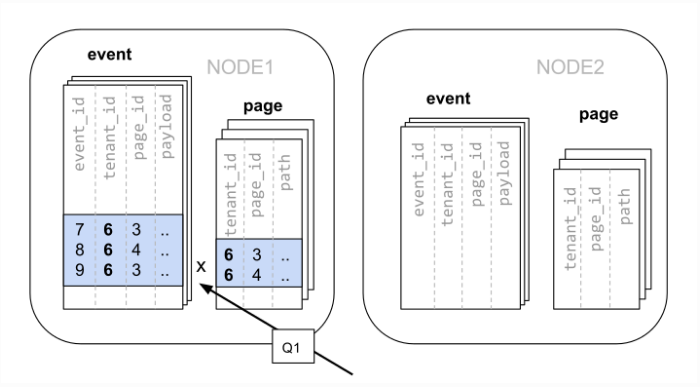 NODE1
event
event_id
tenant_id
page_id
payload
7 6 3 ..
8 6 4 ..
9 6 3 ..
page
tenant_id
page_id
path
6 3 ..
6 4 ..
X
Q1
NODE2
event
event_id
tenant_id
page_id
payload
page
tenant_id
page_id
path